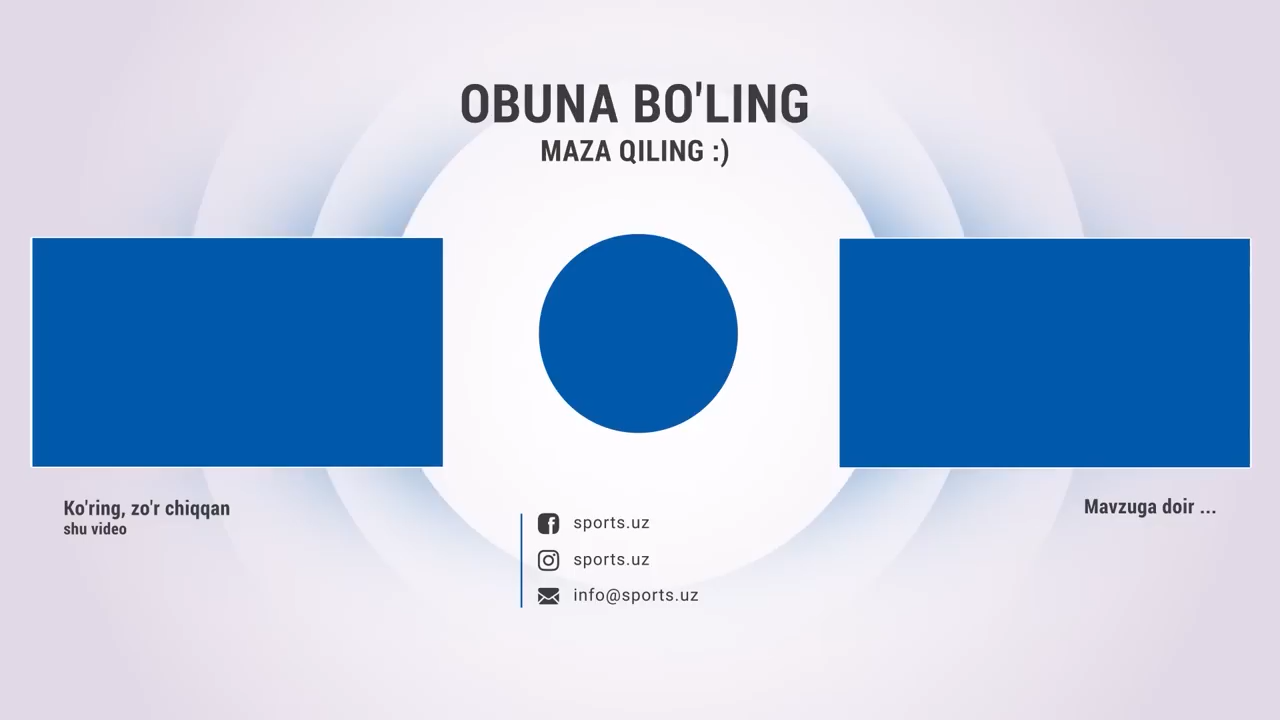 OBUNA BO'LING
MAZA QILING :)
Ko'ring, zo'r chiqqan
shu video
Mavzuga doir ...
sports.uz
sports.uz
info@sports.uz